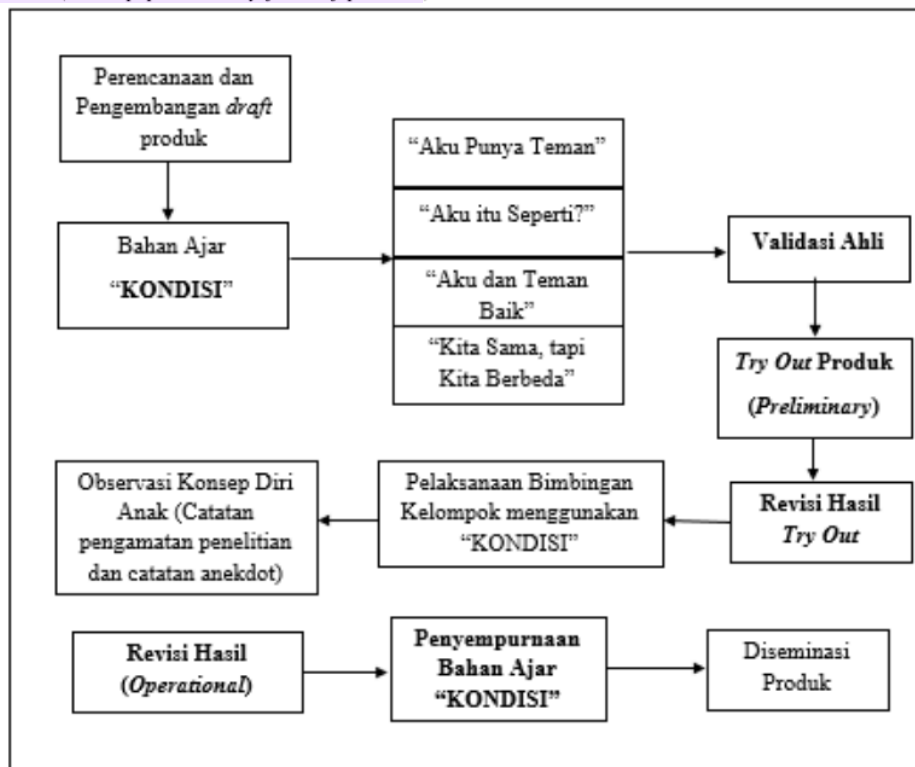 Perencanaan dan
Pengembangan draft
produk
Bahan Ajar
“KONDISI”
“Aku Punya Teman”
“Aku itu Seperti?”
“Aku dan Teman
Baik”
“Kita Sama, tapi
Kita Berbeda”
Validasi Ahli
Try Out Produk
(Preliminary)
Revisi Hasil
Try Out
Pelaksanaan Bimbingan
Kelompok menggunakan
“KONDISI”
Observasi Konsep Diri
Anak (Catatan
pengamatan penelitian
dan catatan anekdot)
Revisi Hasil
(Operational)
Penyempurnaan
Bahan Ajar
“KONDISI”
Diseminasi
Produk